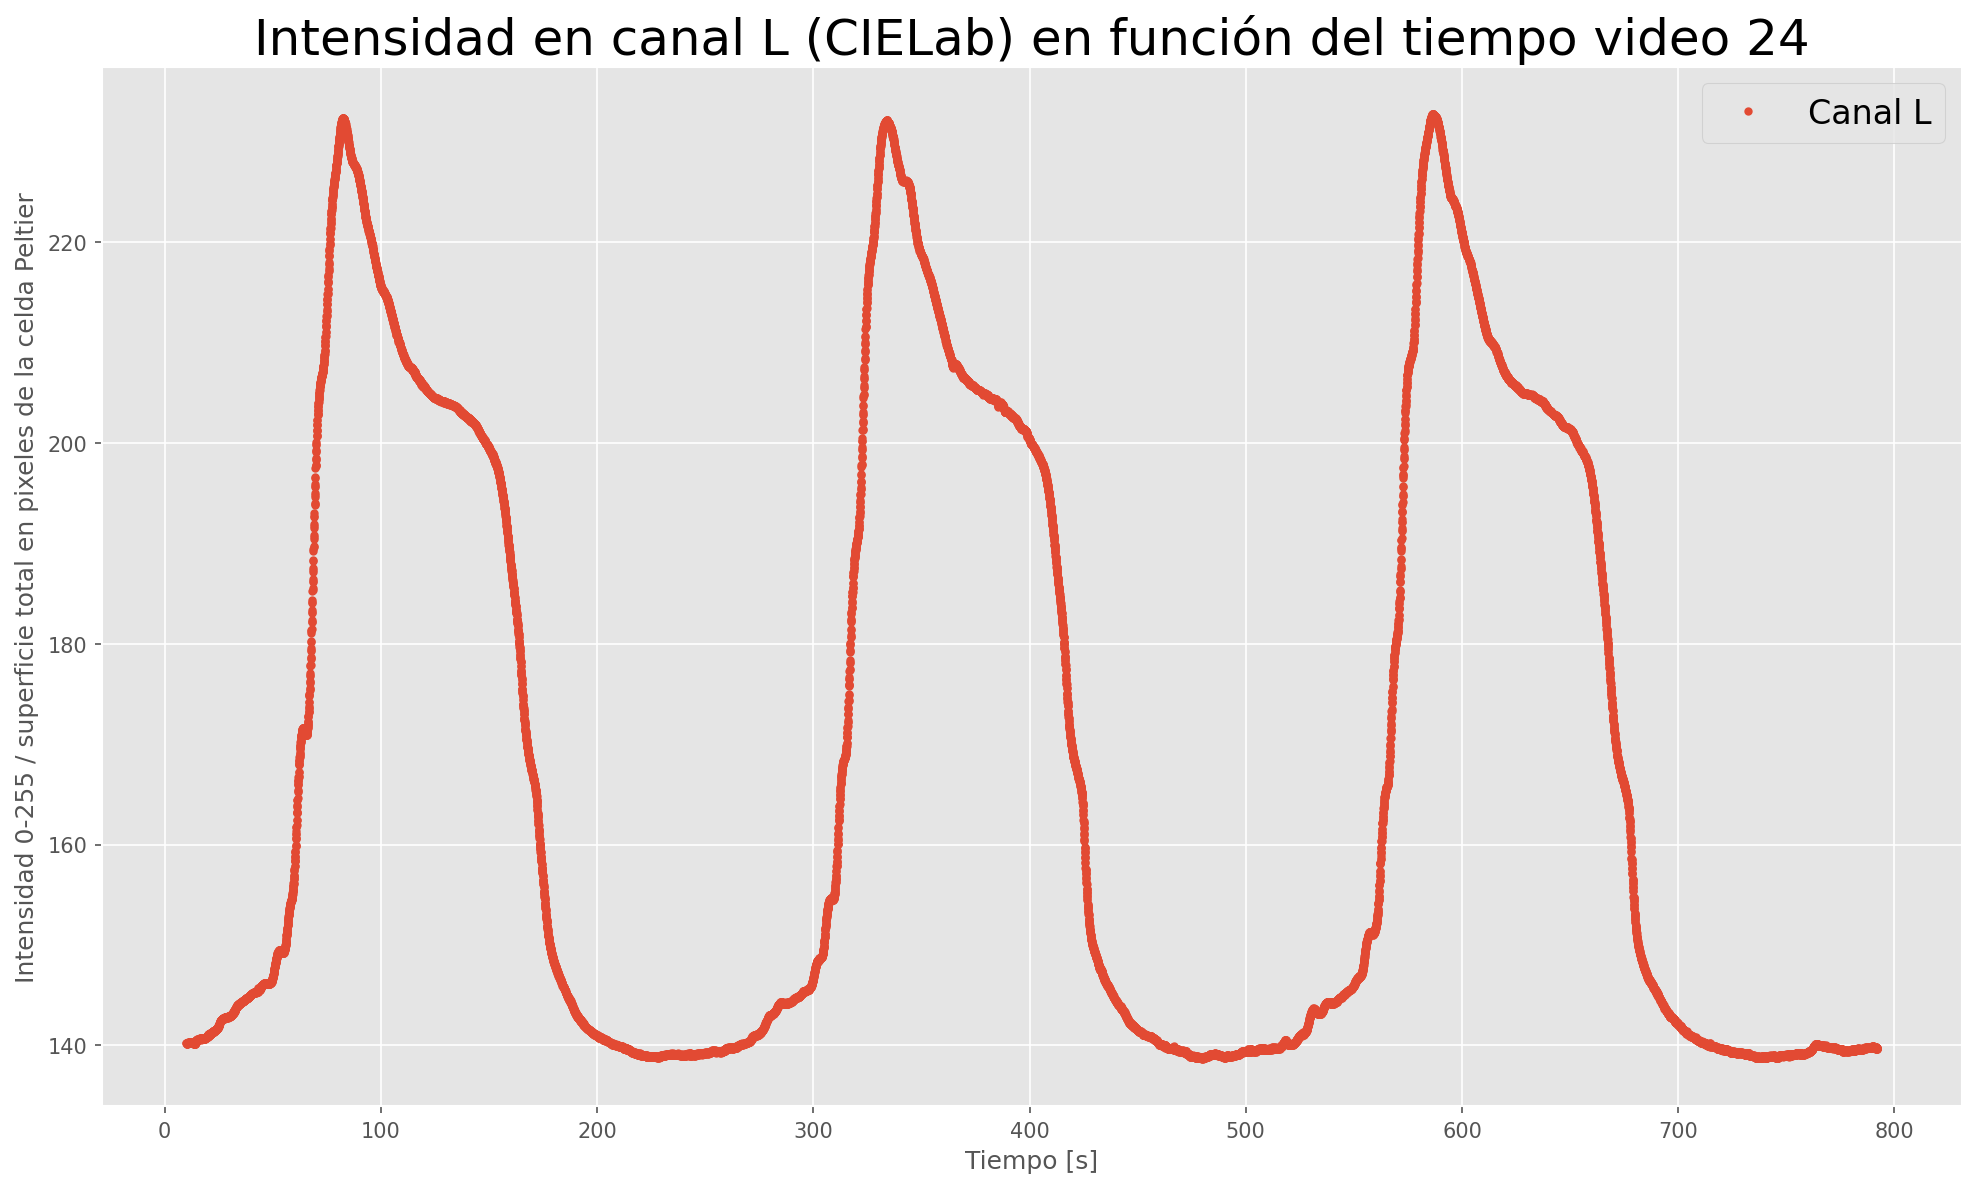 Intensidad en canal L (CIELab) en función del tiempo video 24
Canal L
Intensidad 0-255 / superficie total en pixeles de la celda Peltier
220
200
180
160
140
0 100 200 300 400 500 600 700 800
Tiempo [s]